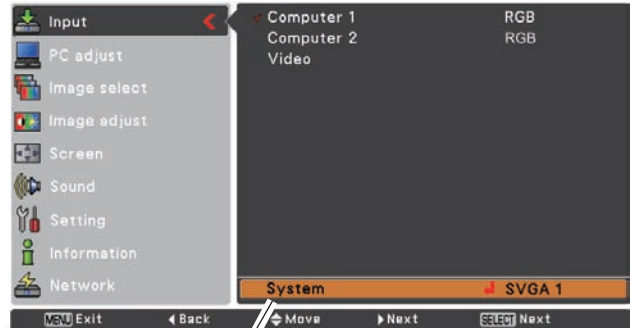 Input
PC adjust
Image select
Image adjust
Screen
Sound
Setting
Information
Network
Computer 1 RGB
Computer 2 RGB
Video
System SVGA 1
MENU Exit Back Move Next SELECT Next